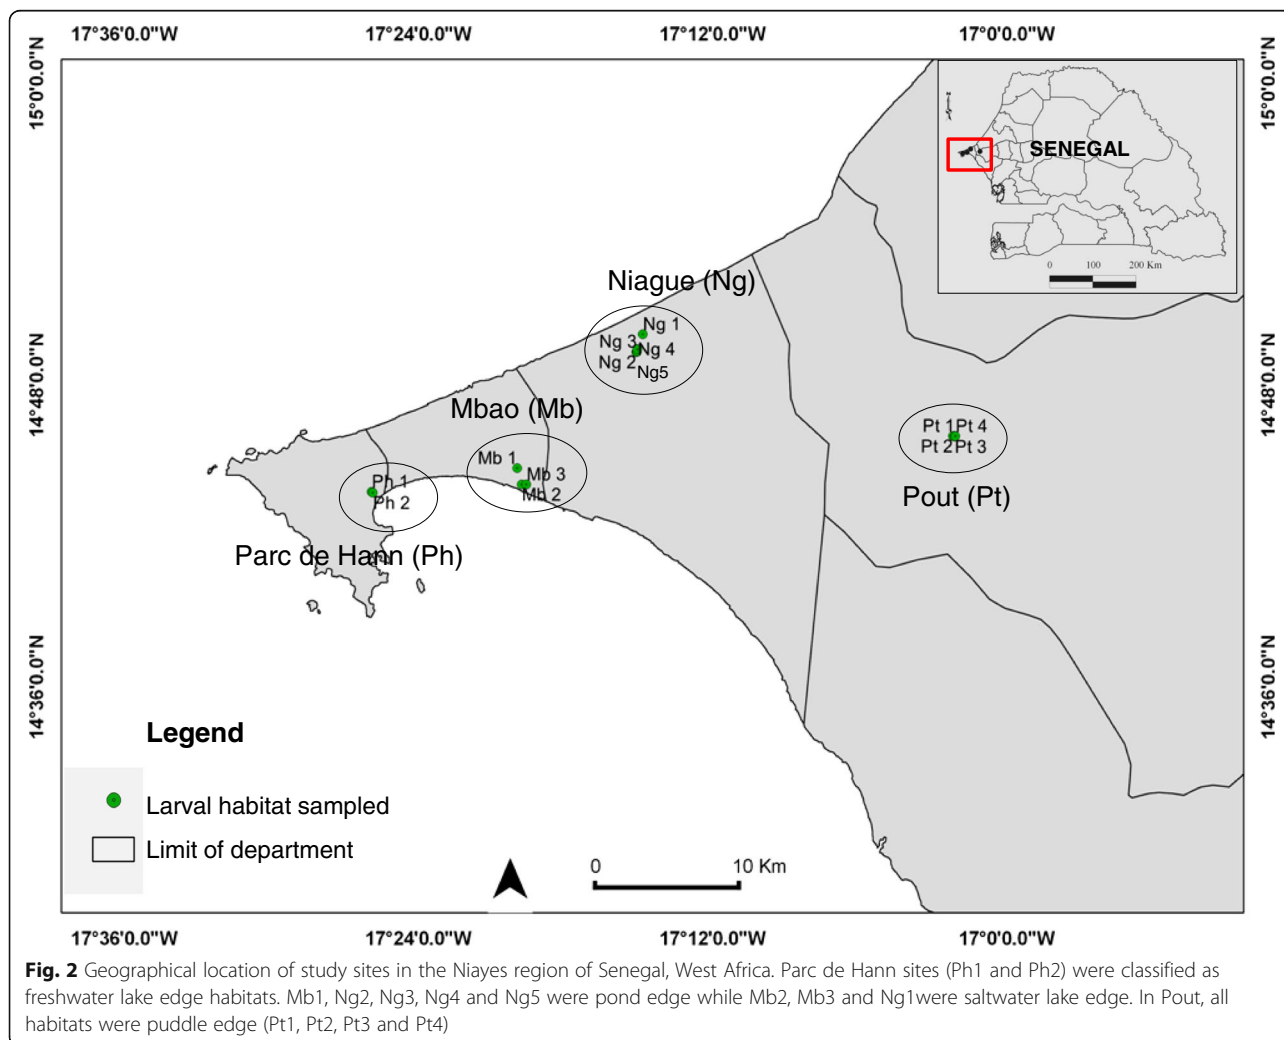 17°36'0.0"W 17°24'0.0"W 17°12'0.0"W 17°0'0.0"W
15°0'0.0"N
15°0'0.0"N
SENEGAL
0 100 200 Km
Niague (Ng)
Ng 1
Ng 3 Ng 4
Ng 2 Ng5
14°48'0.0"N
14°48'0.0"N
Mbao (Mb)
Mb 1
Mb 3
Mb 2
Pt 1 Pt 4
Pt 2 Pt 3
Pout (Pt)
Ph 1
Ph 2
Parc de Hann (Ph)
14°36'0.0"N
14°36'0.0"N
Legend
Larval habitat sampled
Limit of department
0 10 Km
17°36'0.0"W 17°24'0.0"W 17°12'0.0"W 17°0'0.0"W
Fig. 2 Geographical location of study sites in the Niayes region of Senegal, West Africa. Parc de Hann sites (Ph1 and Ph2) were classified as
freshwater lake edge habitats. Mb1, Ng2, Ng3, Ng4 and Ng5 were pond edge while Mb2, Mb3 and Ng1were saltwater lake edge. In Pout, all
habitats were puddle edge (Pt1, Pt2, Pt3 and Pt4)